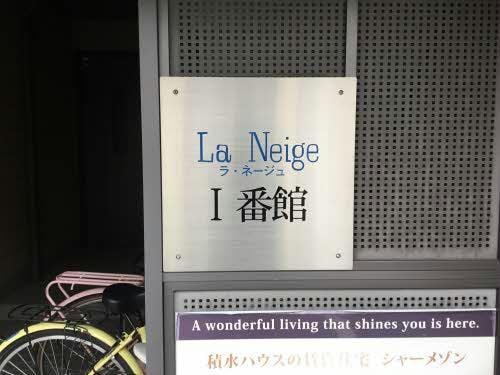 La Neige
ラ・ネージュ
I 番館
A wonderful living that shines you is here.
積水ハウスの賃貸住宅 シャーメゾン